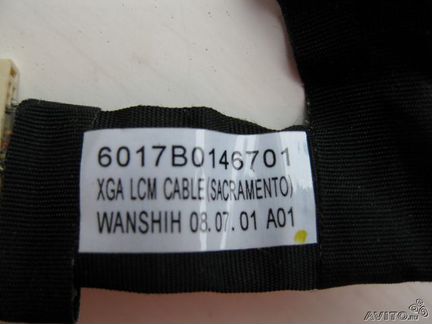 6017B0146701
XGA LCM CABLE(SACRAMENTO)
WANSHIH 08.07.01 A01
AVITO.ru